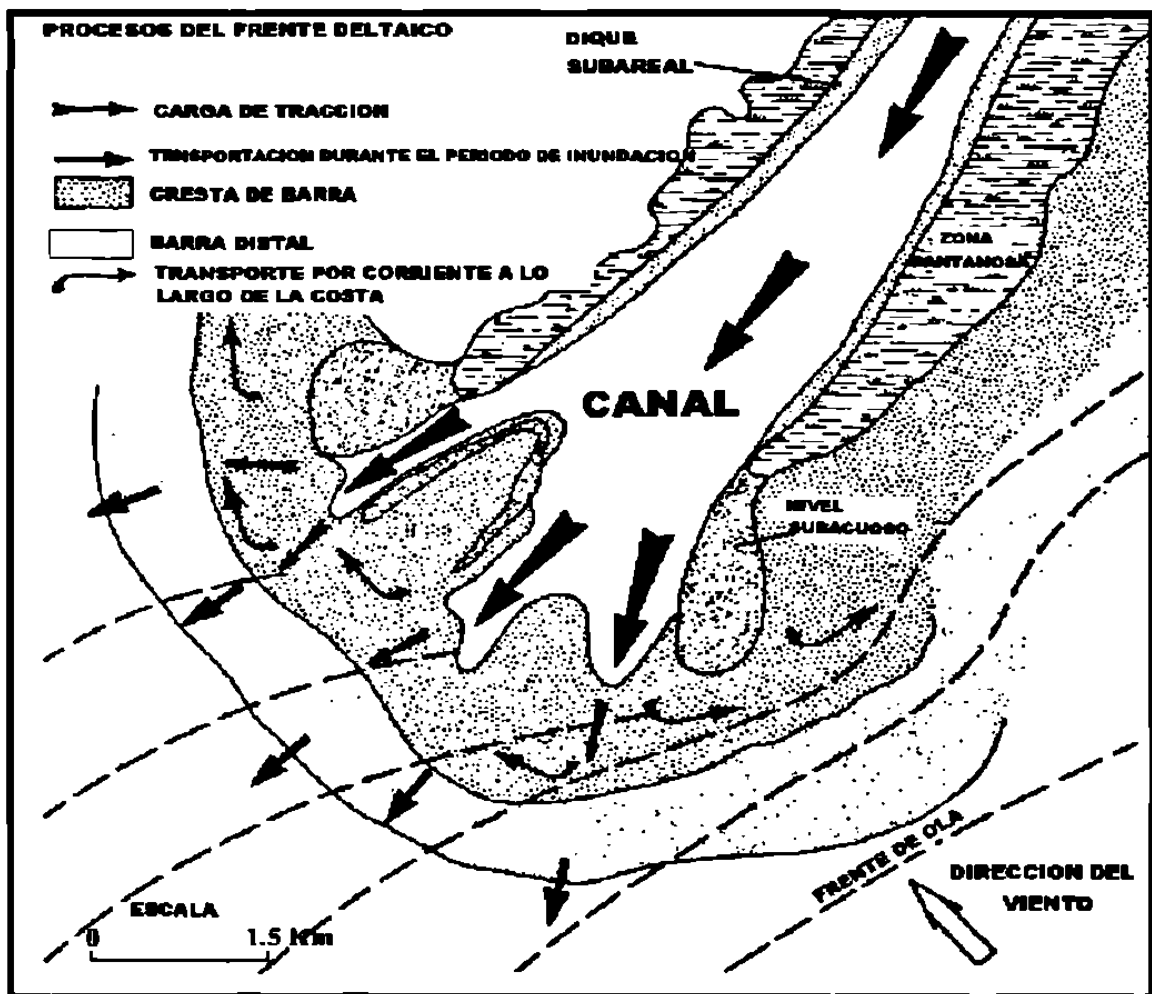 PROCESOS DEL FRENTE DELTAICO
DIQUE
SUBAREAL
CARGA DE TRACCION
TRNSPORTACION DURANTE EL PERIODO DE INUNDACION
CRESTA DE BARRA
BARRA DISTAL
TRANSPORTE POR CORRIENTE A LO
LARGO DE LA COSTA
ZONA
PANTANOSA
CANAL
NIVEL
SUBACUOSO
FRENTE DE OLA
DIRECCION DEL
VIENTO
ESCALA
0 1.5 Km